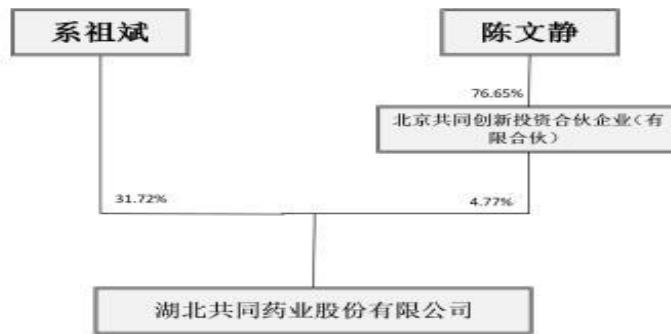 系祖斌
陈文静
76.65%
北京共同创新投资合伙企业（有
限合伙）
31.72%
4.77%
湖北共同药业股份有限公司